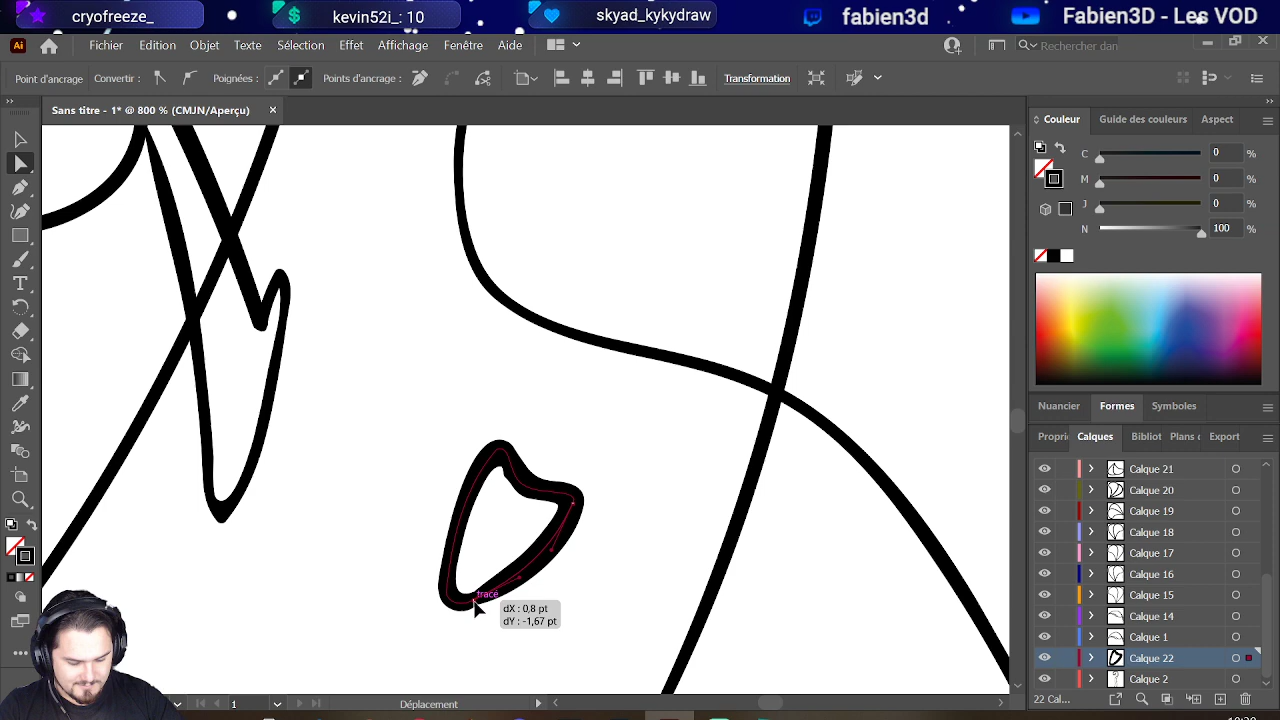 cryofreeze_
kevin52i_: 10
skyad_kykydraw
fabien3d
Fabien3D - Les VOD
Ai
Fichier Edition Objet Texte Sélection Effet Affichage Fenêtre Aide
Rechercher dan
Point d'ancrage Convertir : Poignées : Points d'ancrage : Transformation
Sans titre - 1* @ 800 % (CMJN/Aperçu) ×
Couleur Guide des couleurs Aspect
C 0 %
M 0 %
J 0 %
N 100 %
Nuancier Formes Symboles
Propri Calques Bibliot Plans Export
Calque 21
Calque 20
Calque 19
Calque 18
Calque 17
Calque 16
Calque 15
Calque 14
Calque 1
Calque 22
Calque 2
22 Cal...
tracé
dX : 0,8 pt
dY : -1,67 pt
1
Déplacement